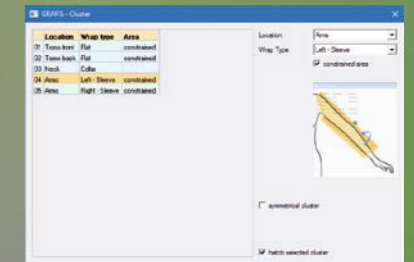 GRAFIS - Cluster
Location Wrap type Area
01 Torso front Flat constrained
02 Torso back Flat constrained
03 Neck Collar
04 Arms Left - Sleeve constrained
05 Arms Right - Sleeve constrained
Location Arms
Wrap Type Left - Sleeve
constrained area
symmetrical cluster
hatch selected cluster